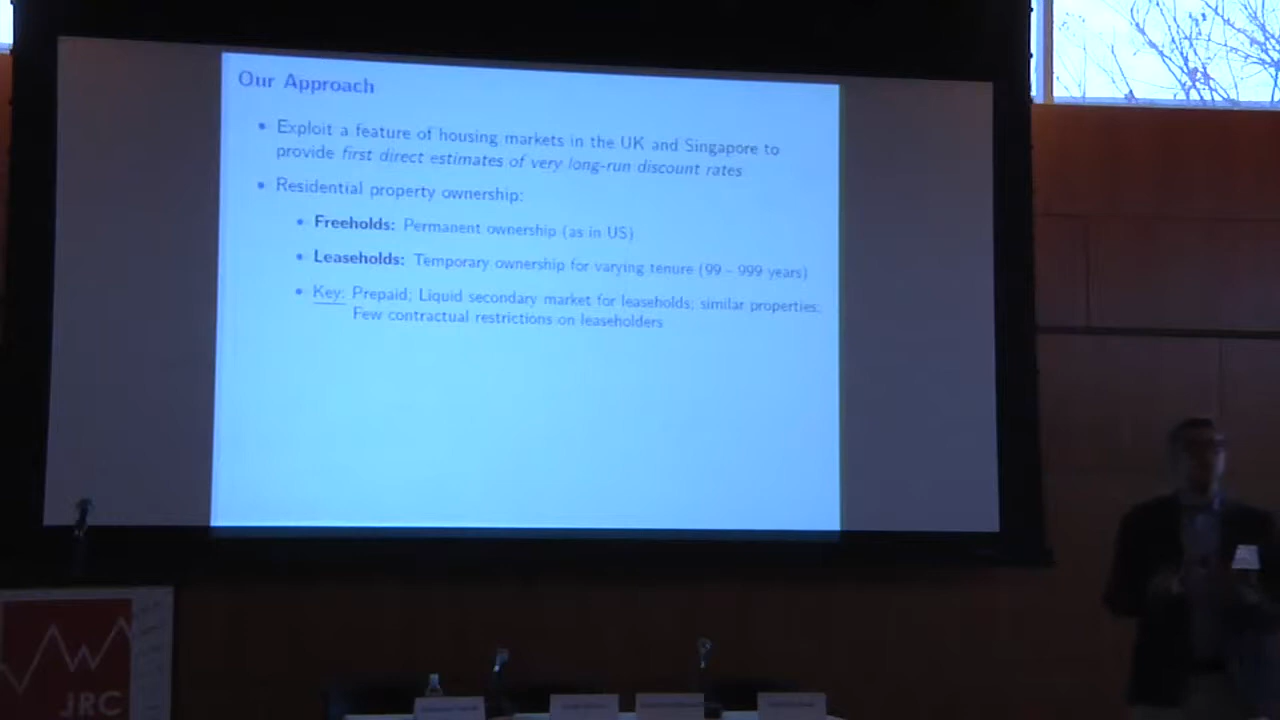 Our Approach
• Exploit a feature of housing markets in the UK and Singapore to
provide first direct estimates of very long-run discount rates
• Residential property ownership:
• Freeholds: Permanent ownership (as in US)
• Leaseholds: Temporary ownership for varying tenure (99 - 999 years)
• Key: Prepaid; Liquid secondary market for leaseholds; similar properties;
Few contractual restrictions on leaseholders
JRC